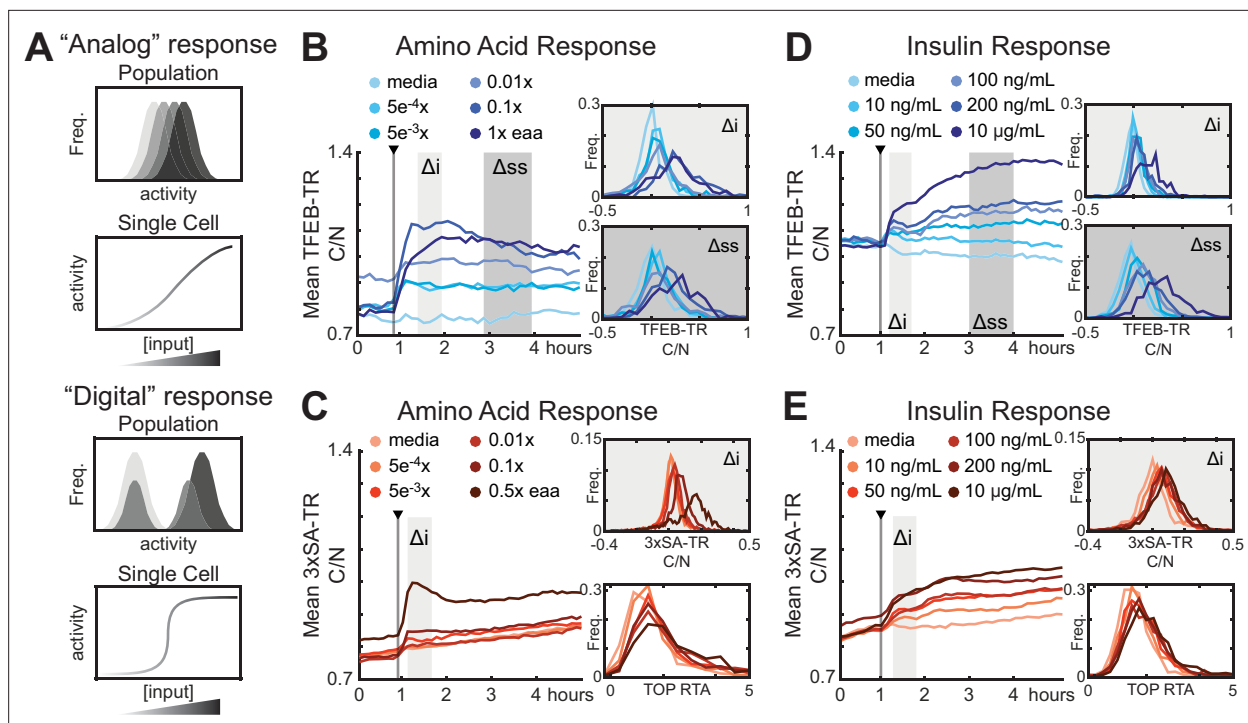 A
"Analog" response
Population
Freq.
activity
Single Cell
activity
[input]
"Digital" response
Population
Freq.
activity
Single Cell
activity
[input]
B
Amino Acid Response
media
0.01x
5e-4x
0.1x
5e-3x
1x eaa
1.4
Mean TFEB-TR
C/N
0.7
Δi
Δss
0 1 2 3 4 hours
0.3
Freq.
0
Δi
-0.5 1
0.3
Freq.
0
Δss
-0.5 1
TFEB-TR
C/N
C
Amino Acid Response
media
0.01x
5e-4x
0.1x
5e-3x
0.5x eaa
1.4
Mean 3xSA-TR
C/N
0.7
Δi
0 1 2 3 4 hours
0.15
Freq.
0
Δi
-0.4 0.5
3xSA-TR
C/N
0.3
Freq.
0
0 5
TOP RTA
D
Insulin Response
media
100 ng/mL
10 ng/mL
200 ng/mL
50 ng/mL
10 µg/mL
1.4
Mean TFEB-TR
C/N
0.7
Δi
Δss
0 1 2 3 4 hours
0.3
Freq.
0
Δi
-0.5 1
0.3
Freq.
0
Δss
-0.5 1
TFEB-TR
C/N
E
Insulin Response
media
100 ng/mL
10 ng/mL
200 ng/mL
50 ng/mL
10 µg/mL
1.4
Mean 3xSA-TR
C/N
0.7
Δi
0 1 2 3 4 hours
0.15
Freq.
0
Δi
-0.4 0.5
3xSA-TR
C/N
0.3
Freq.
0
0 5
TOP RTA